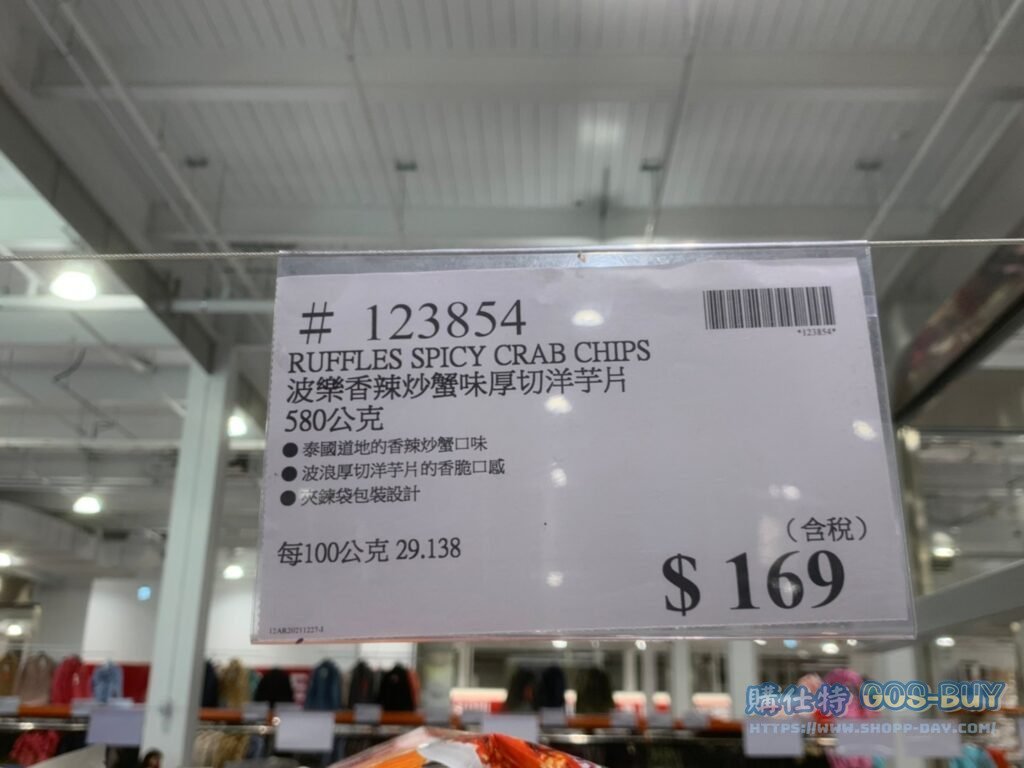 # 123854
*123854*
RUFFLES SPICY CRAB CHIPS
波樂香辣炒蟹味厚切洋芋片
580公克
● 泰國道地的香辣炒蟹口味
● 波浪厚切洋芋片的香脆口感
● 夾鍊袋包裝設計
每100公克 29.138
（含稅）
$ 169
12AR20211227-J
購仕特 GOS-BUY
HTTPS://WWW.SHOPP-DAY.COM/